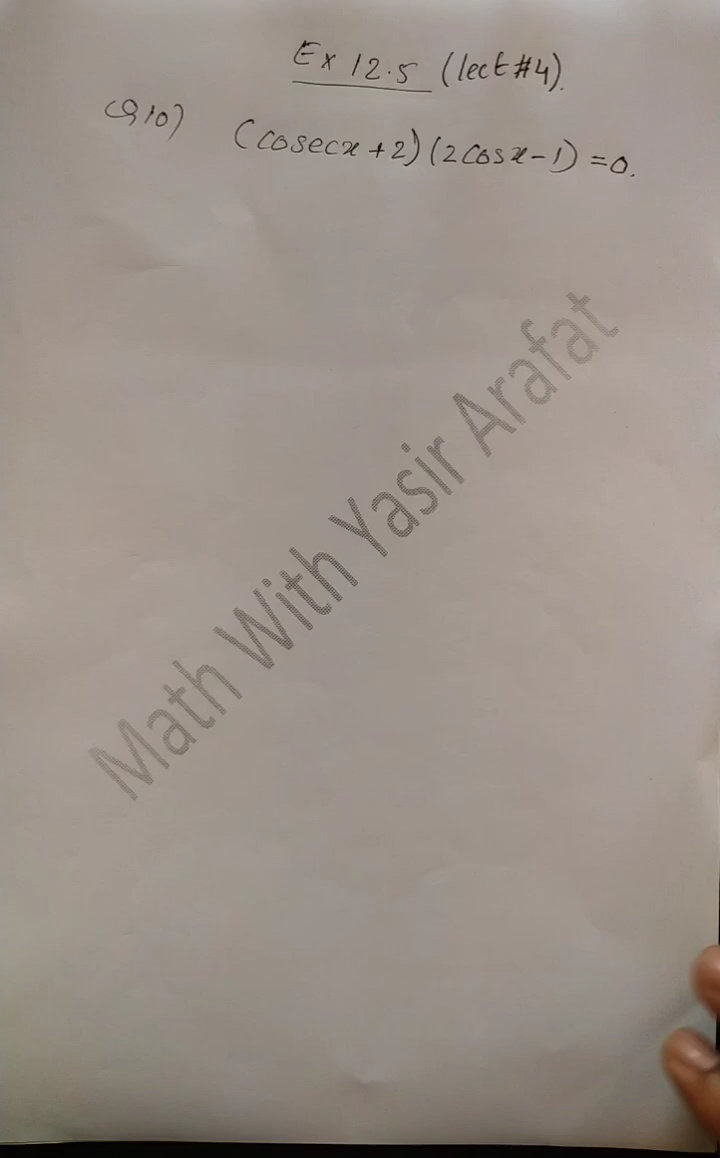 Ex 12.5 (lect #4).
Q10) (cosecx + 2) (2cosx - 1) = 0.
Math With Yasir Arafat